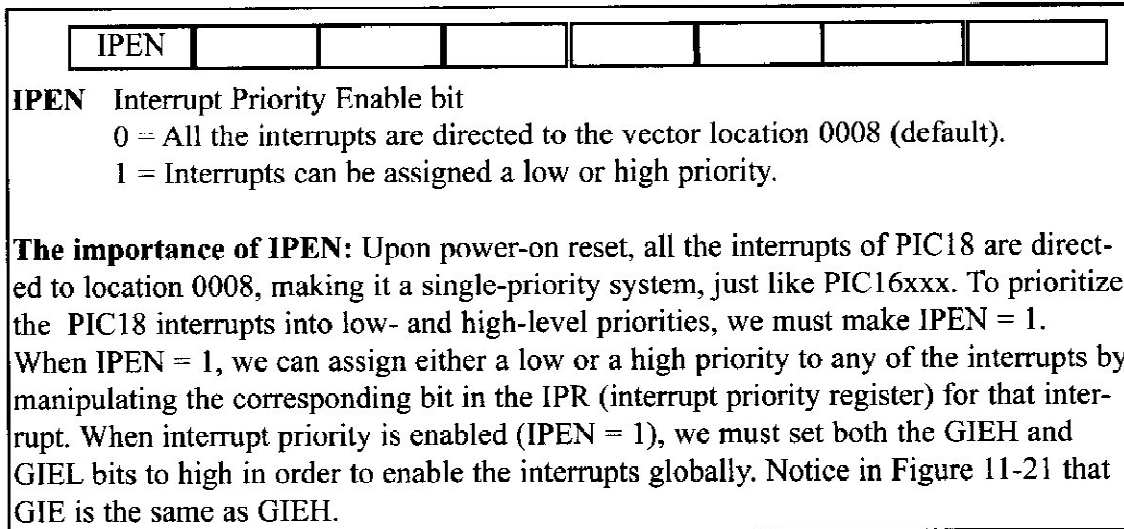 IPEN
IPEN Interrupt Priority Enable bit
0 = All the interrupts are directed to the vector location 0008 (default).
1 = Interrupts can be assigned a low or high priority.
The importance of IPEN: Upon power-on reset, all the interrupts of PIC18 are direct-
ed to location 0008, making it a single-priority system, just like PIC16xxx. To prioritize
the PIC18 interrupts into low- and high-level priorities, we must make IPEN = 1.
When IPEN = 1, we can assign either a low or a high priority to any of the interrupts by
manipulating the corresponding bit in the IPR (interrupt priority register) for that inter-
rupt. When interrupt priority is enabled (IPEN = 1), we must set both the GIEH and
GIEL bits to high in order to enable the interrupts globally. Notice in Figure 11-21 that
GIE is the same as GIEH.